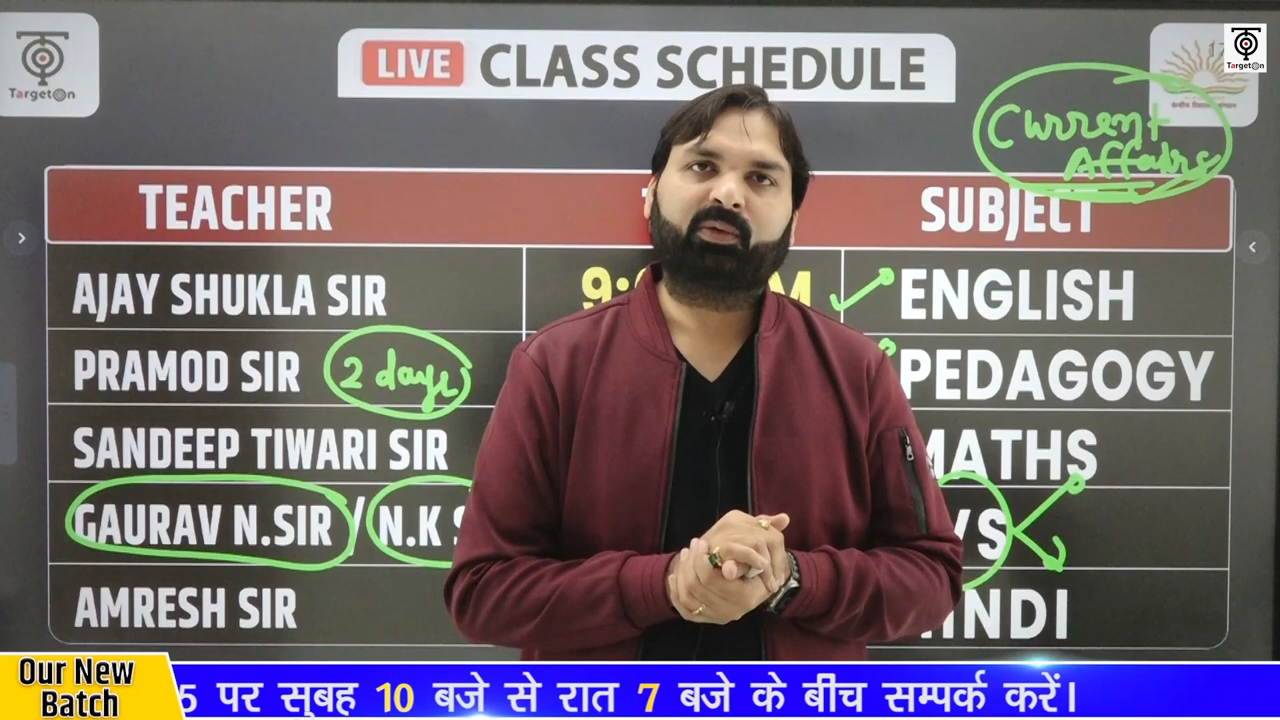 TargetOn
LIVE CLASS SCHEDULE
17
TargetOn
Current
Affairs
TEACHER
SUBJECT
AJAY SHUKLA SIR
ENGLISH
PRAMOD SIR 2 days
PEDAGOGY
SANDEEP TIWARI SIR
MATHS
GAURAV N.SIR / N.K
AMRESH SIR
Our New
Batch
5 पर सुबह 10 बजे से रात 7 बजे के बीच सम्पर्क करें।